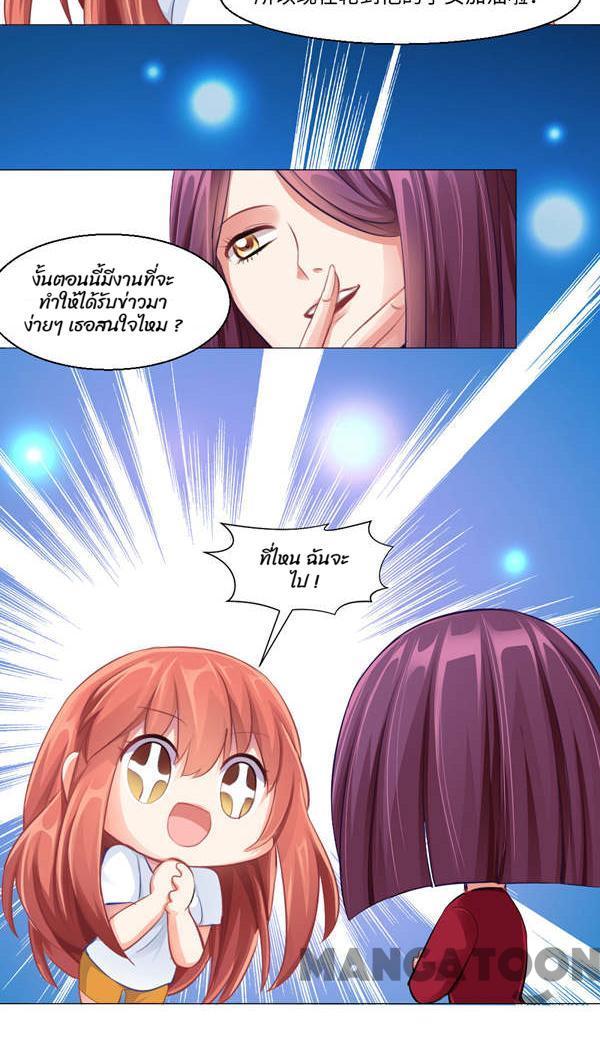 งั้นตอนนี้มีงานที่จะ
ทำให้ได้รับข่าวมา
ง่ายๆ เธอสนใจไหม ?
ที่ไหน ฉันจะ
ไป !
MANGATOON